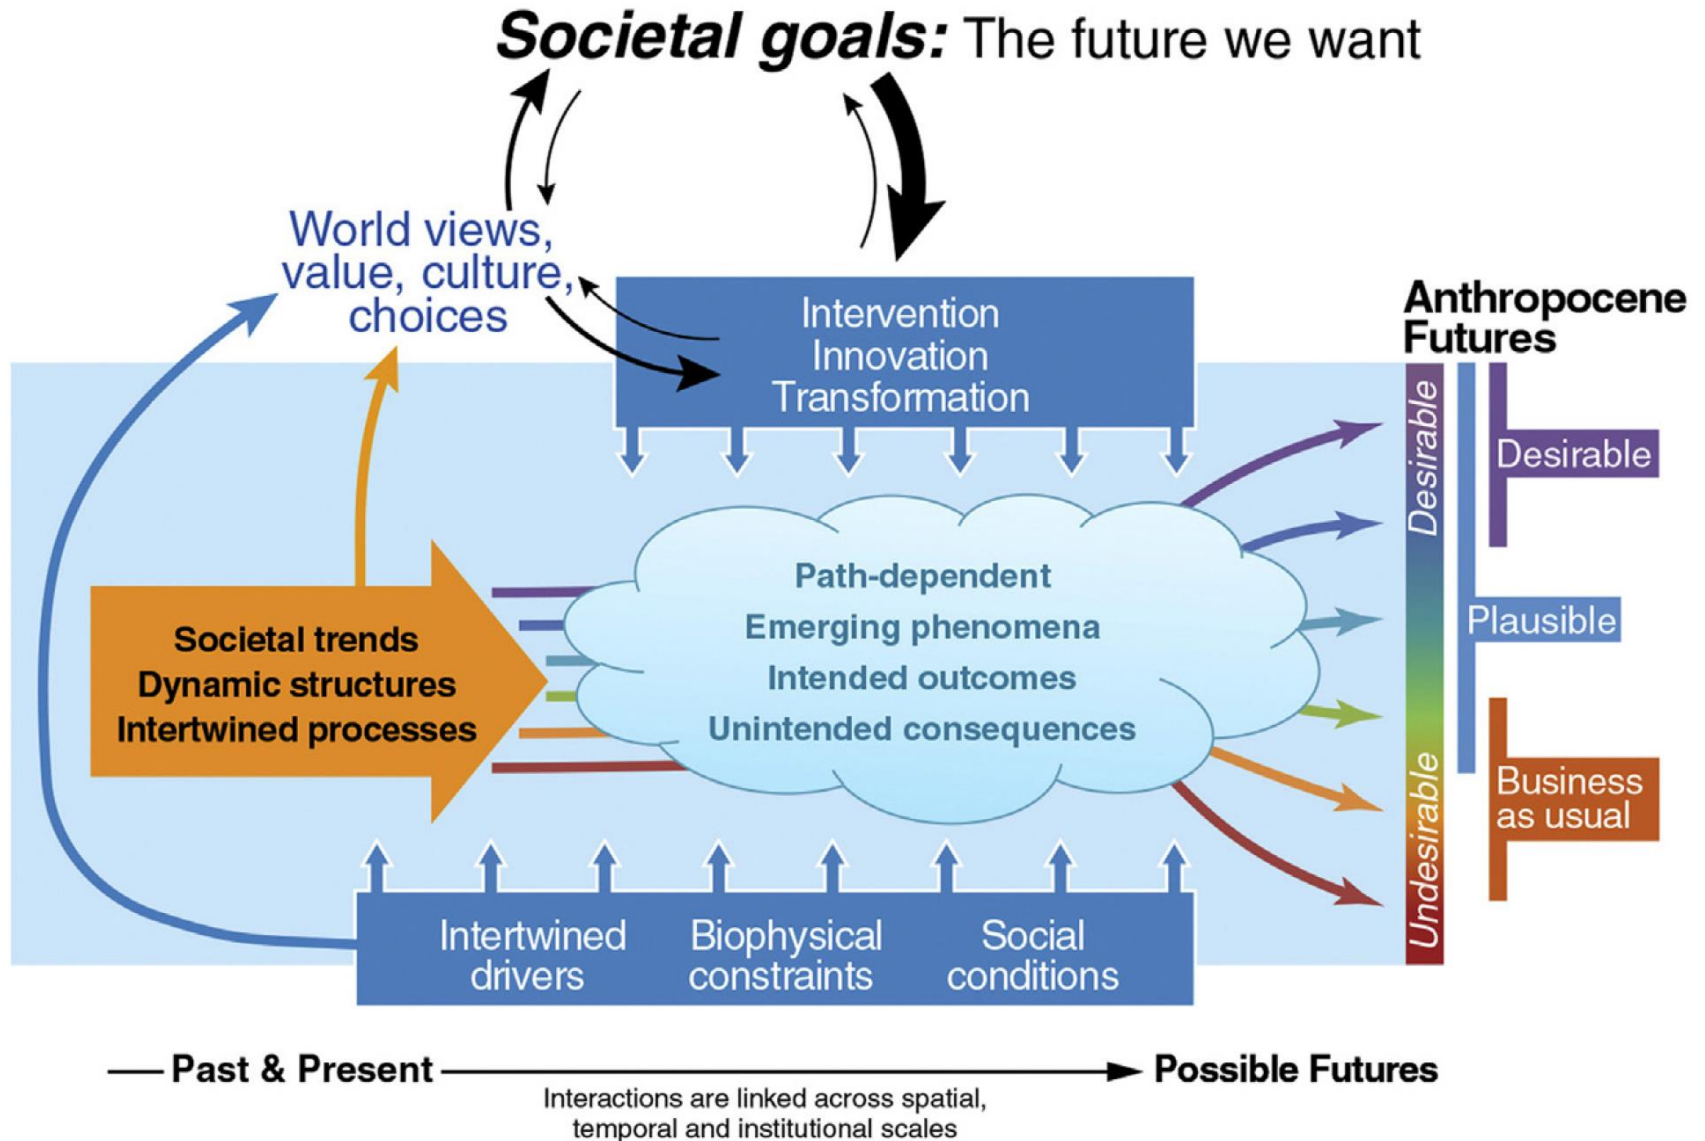 Societal goals: The future we want
World views,
value, culture,
choices
Intervention
Innovation
Transformation
Anthropocene
Futures
Desirable
Undesirable
Desirable
Plausible
Business
as usual
Path-dependent
Emerging phenomena
Intended outcomes
Unintended consequences
Societal trends
Dynamic structures
Intertwined processes
Intertwined
drivers
Biophysical
constraints
Social
conditions
Past & Present
Possible Futures
Interactions are linked across spatial,
temporal and institutional scales